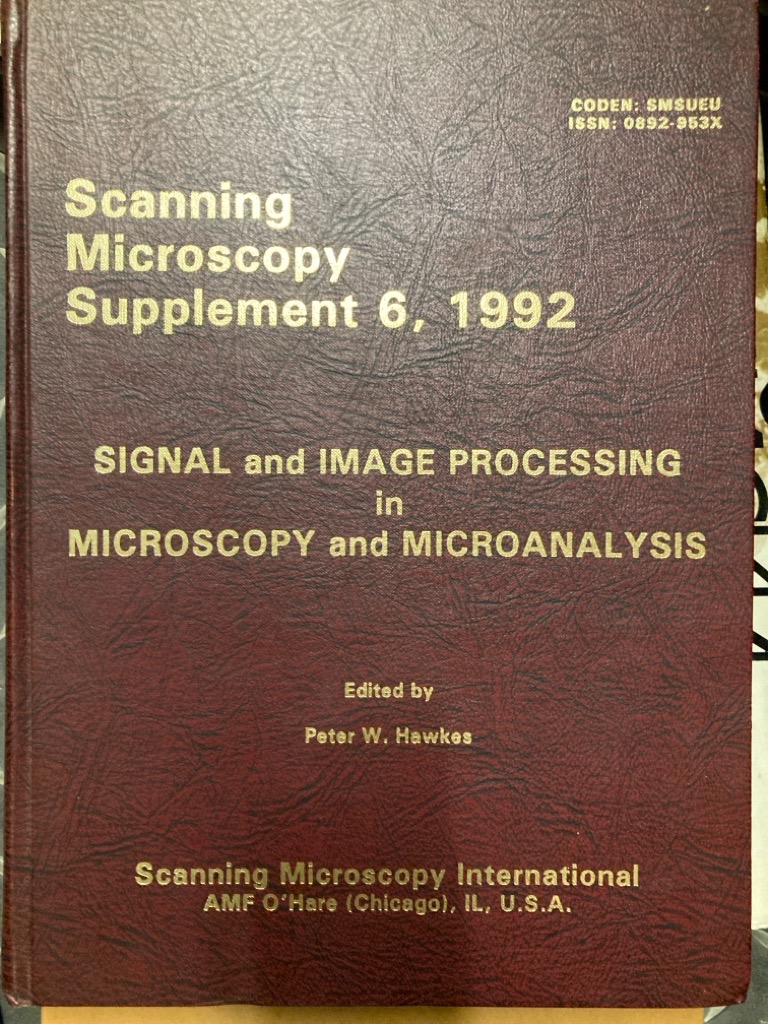 CODEN: SMSUEU
ISSN: 0892-953X
Scanning
Microscopy
Supplement 6, 1992
SIGNAL and IMAGE PROCESSING
in
MICROSCOPY and MICROANALYSIS
Edited by
Peter W. Hawkes
Scanning Microscopy International
AMF O'Hare (Chicago), IL, U.S.A.